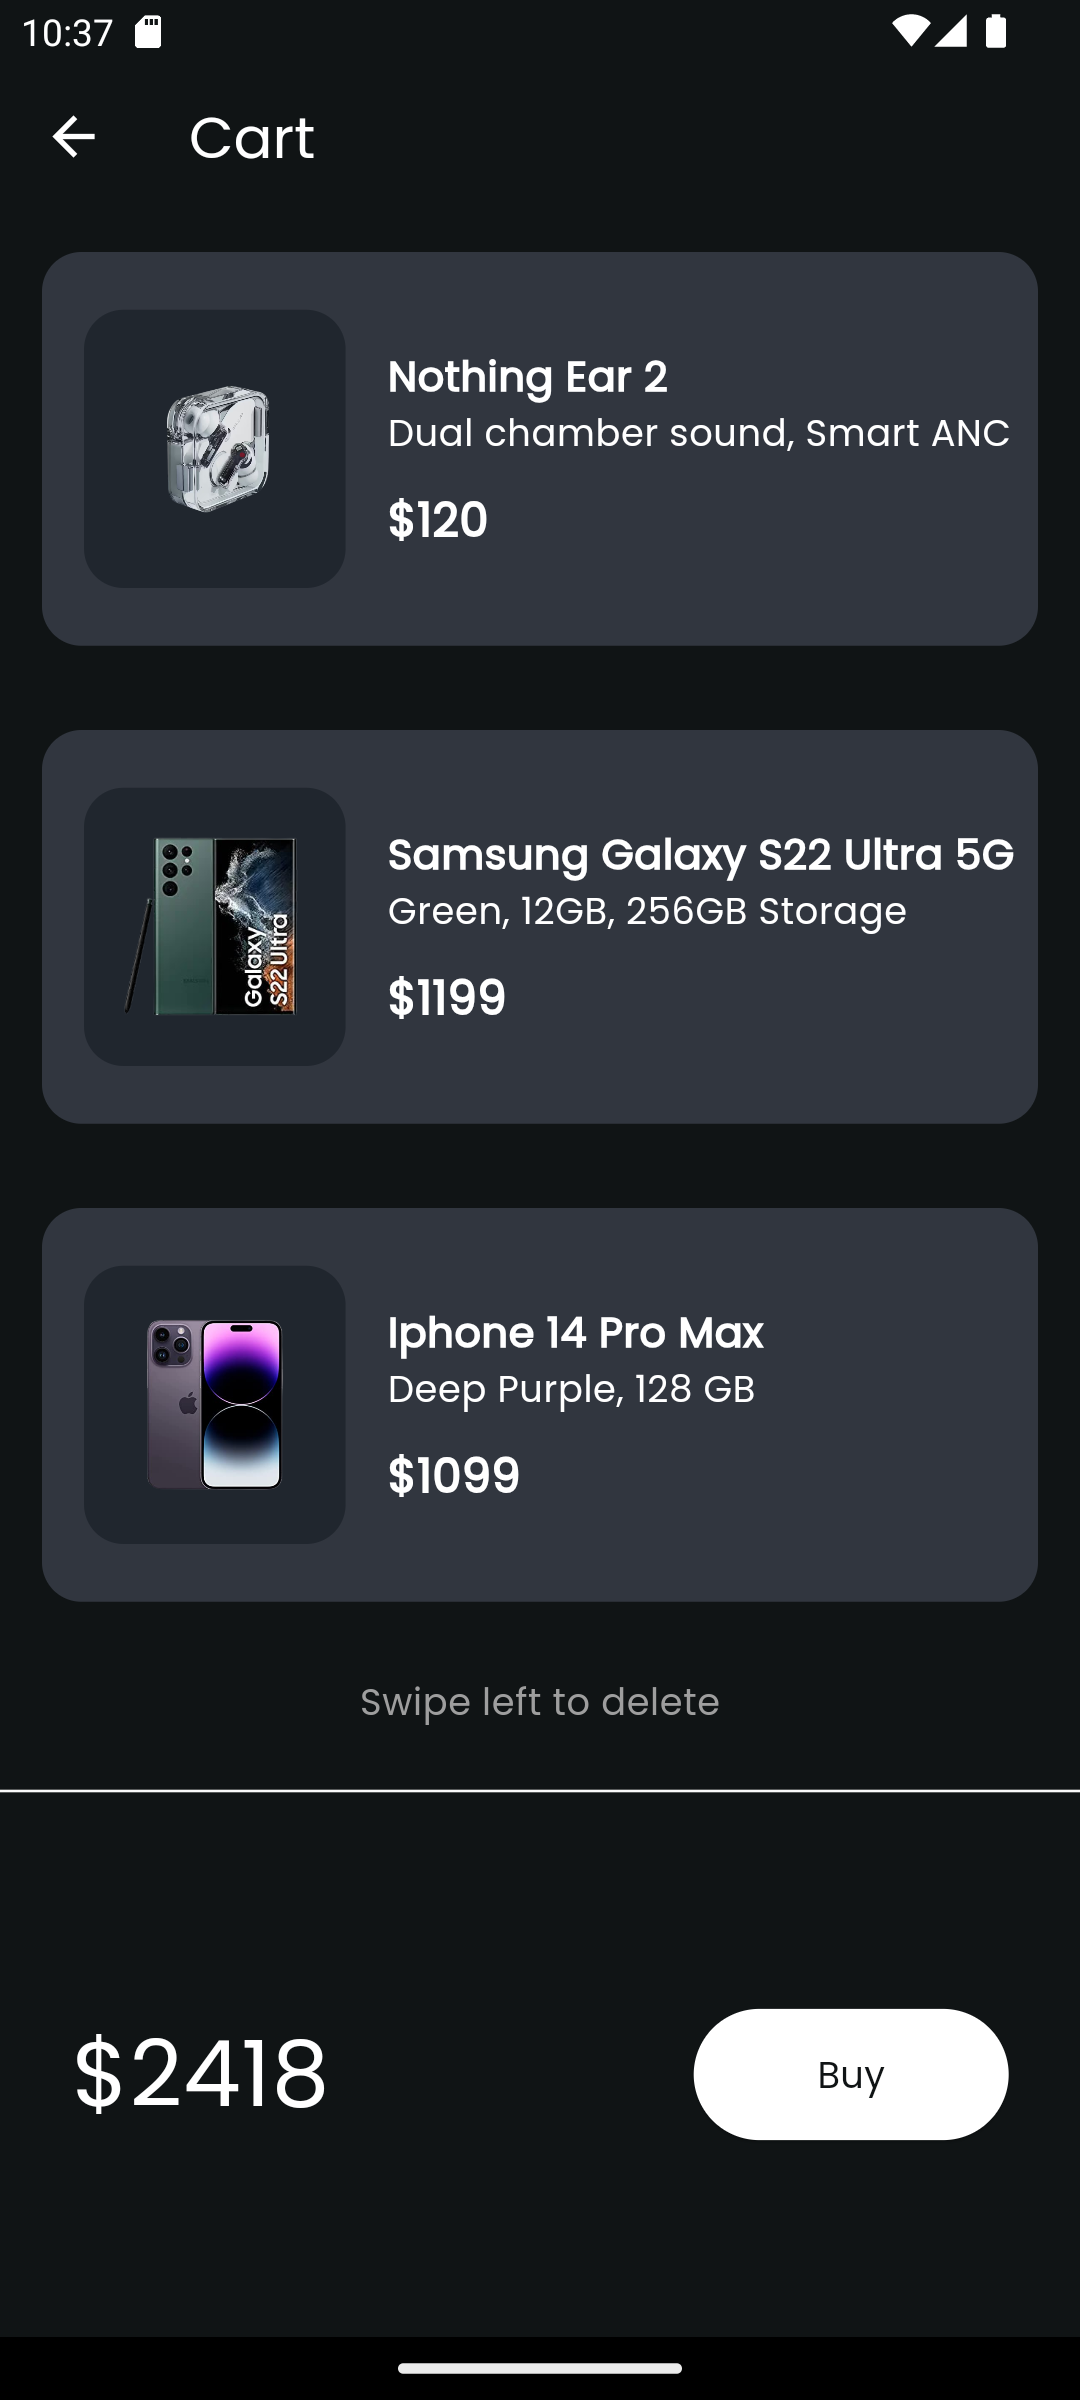 10:37
Cart
Nothing Ear 2
Dual chamber sound, Smart ANC
$120
Galaxy
S22 Ultra
Samsung Galaxy S22 Ultra 5G
Green, 12GB, 256GB Storage
$1199
Iphone 14 Pro Max
Deep Purple, 128 GB
$1099
Swipe left to delete
$2418
Buy